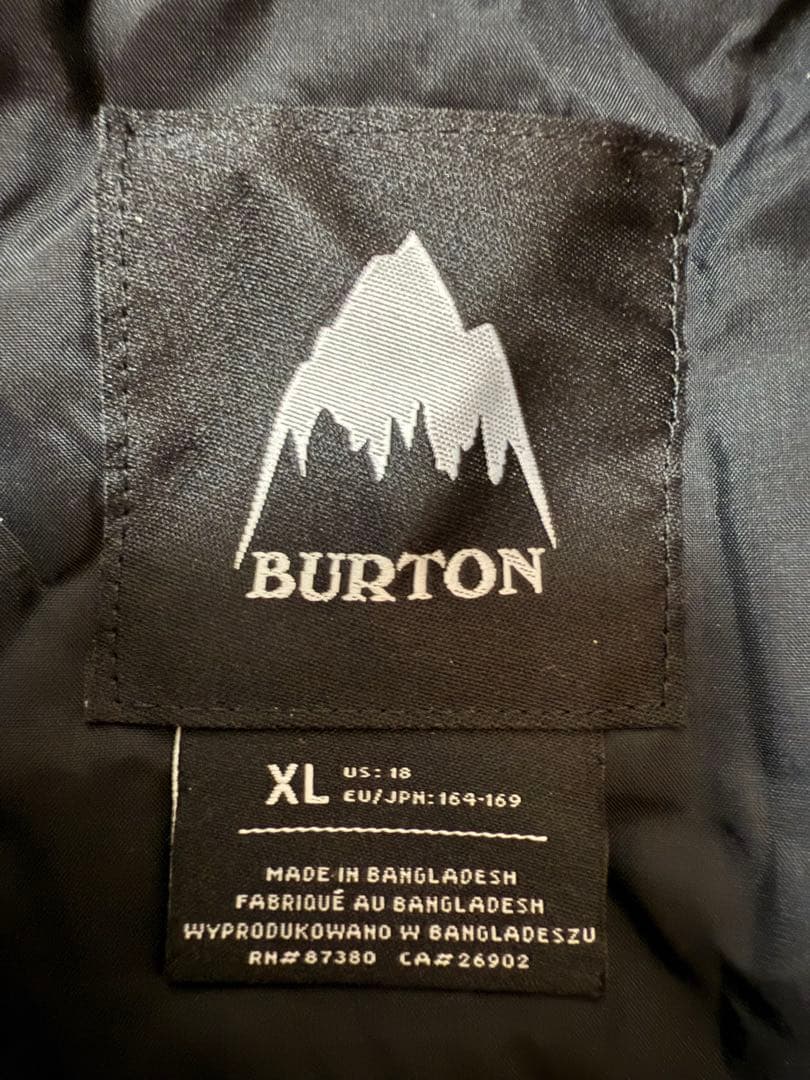 BURTON
XL US: 18
EU/JPN: 164-169
MADE IN BANGLADESH
FABRIQUÉ AU BANGLADESH
WYPRODUKOWANO W BANGLADESZU
RN# 87380 CA# 26902